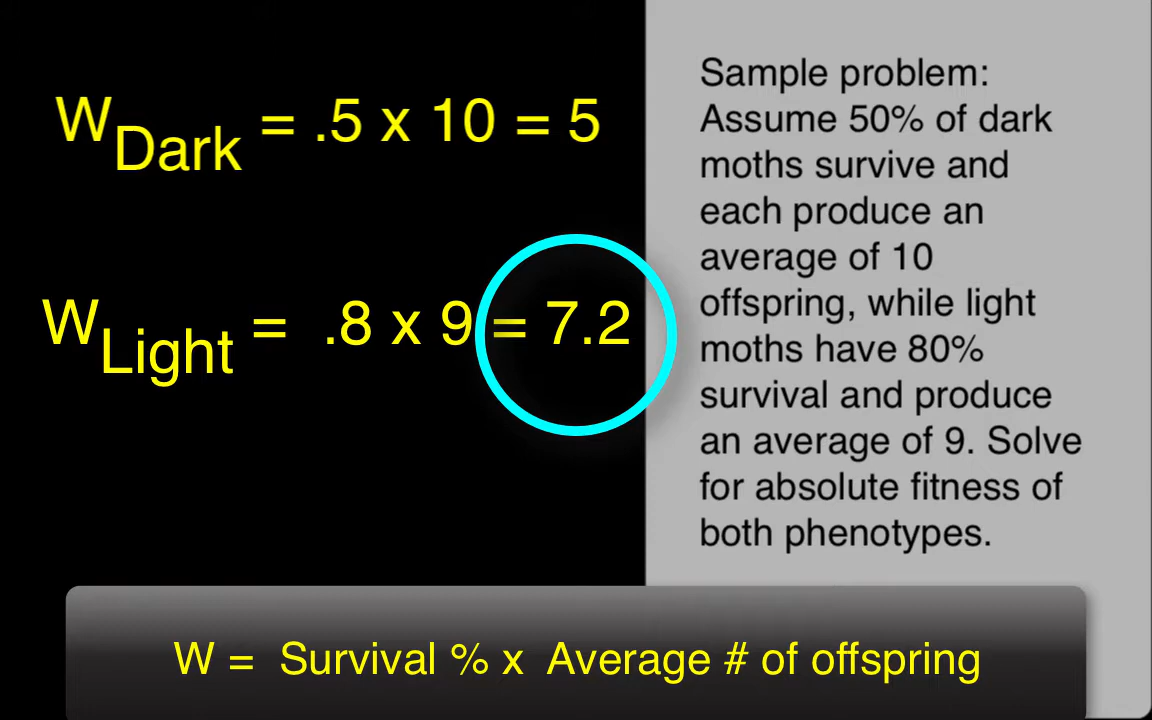 W Dark = .5 x 10 = 5
W Light = .8 x 9 = 7.2
Sample problem:
Assume 50% of dark
moths survive and
each produce an
average of 10
offspring, while light
moths have 80%
survival and produce
an average of 9. Solve
for absolute fitness of
both phenotypes.
W = Survival % x Average # of offspring